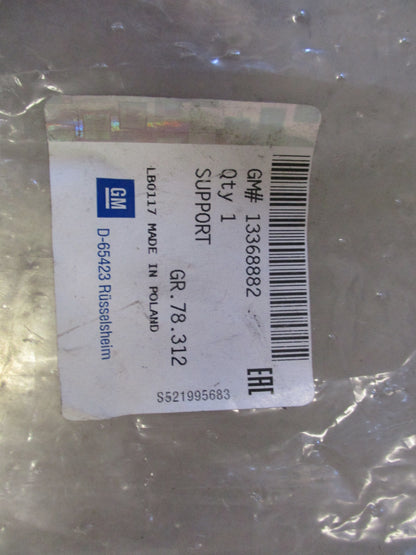 GM# 13368882
Qty 1
SUPPORT
GR.78.312
LB0117 MADE IN POLAND
GM
D-65423 Rüsselsheim
EAC
S521995683